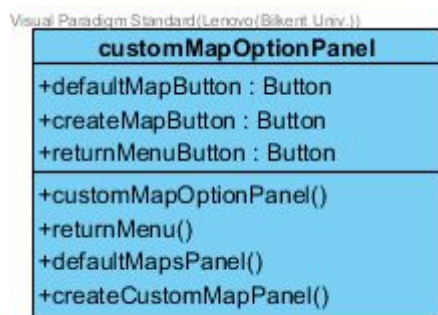 Visual Paradigm Standard(Lenovo(Bilkent Univ.))
customMapOptionPanel
+defaultMapButton : Button
+createMapButton : Button
+returnMenuButton : Button
+customMapOptionPanel()
+returnMenu()
+defaultMapsPanel()
+createCustomMapPanel()